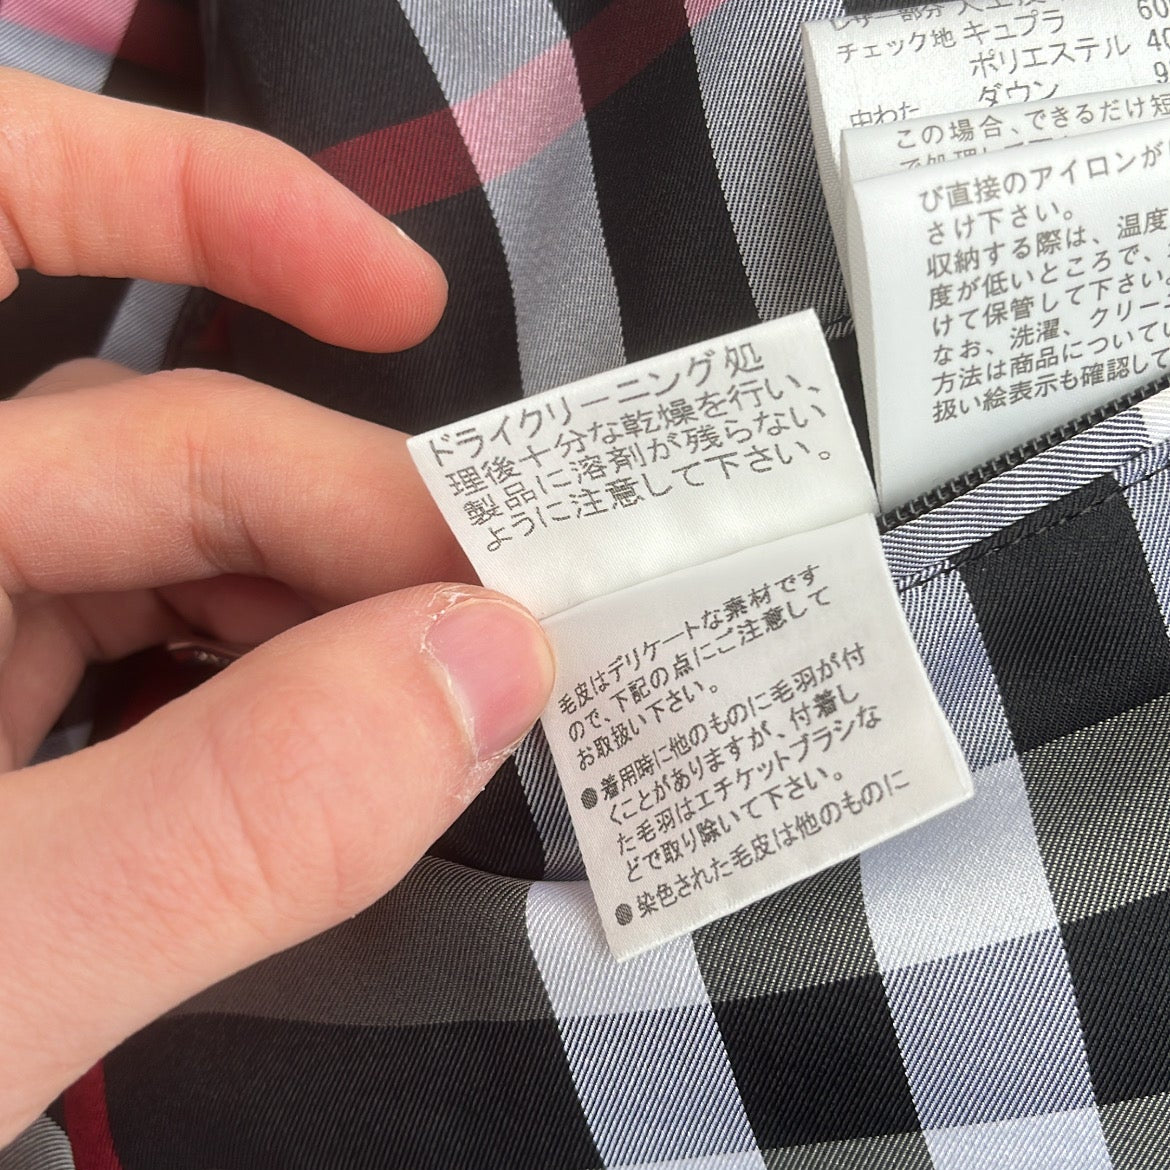 レザー部分
60
チェック地 キュプラ
ポリエステル 40
中わた ダウン
この場合、できるだけ短
び直接のアイロンが
さけ下さい。
収納する際は、温度
度が低いところで、
けて保管して下さい
なお、洗濯、クリー
方法は商品について
扱い絵表示も確認して
ドライクリーニング処
理後十分な乾燥を行い、
製品に溶剤が残らない
ように注意して下さい。
毛皮はデリケートな素材です
ので、下記の点にご注意して
お取扱い下さい。
●着用時に他のものに毛羽が付
くことがありますが、付着し
た毛羽はエチケットブラシな
どで取り除いて下さい。
●染色された毛皮は他のものに